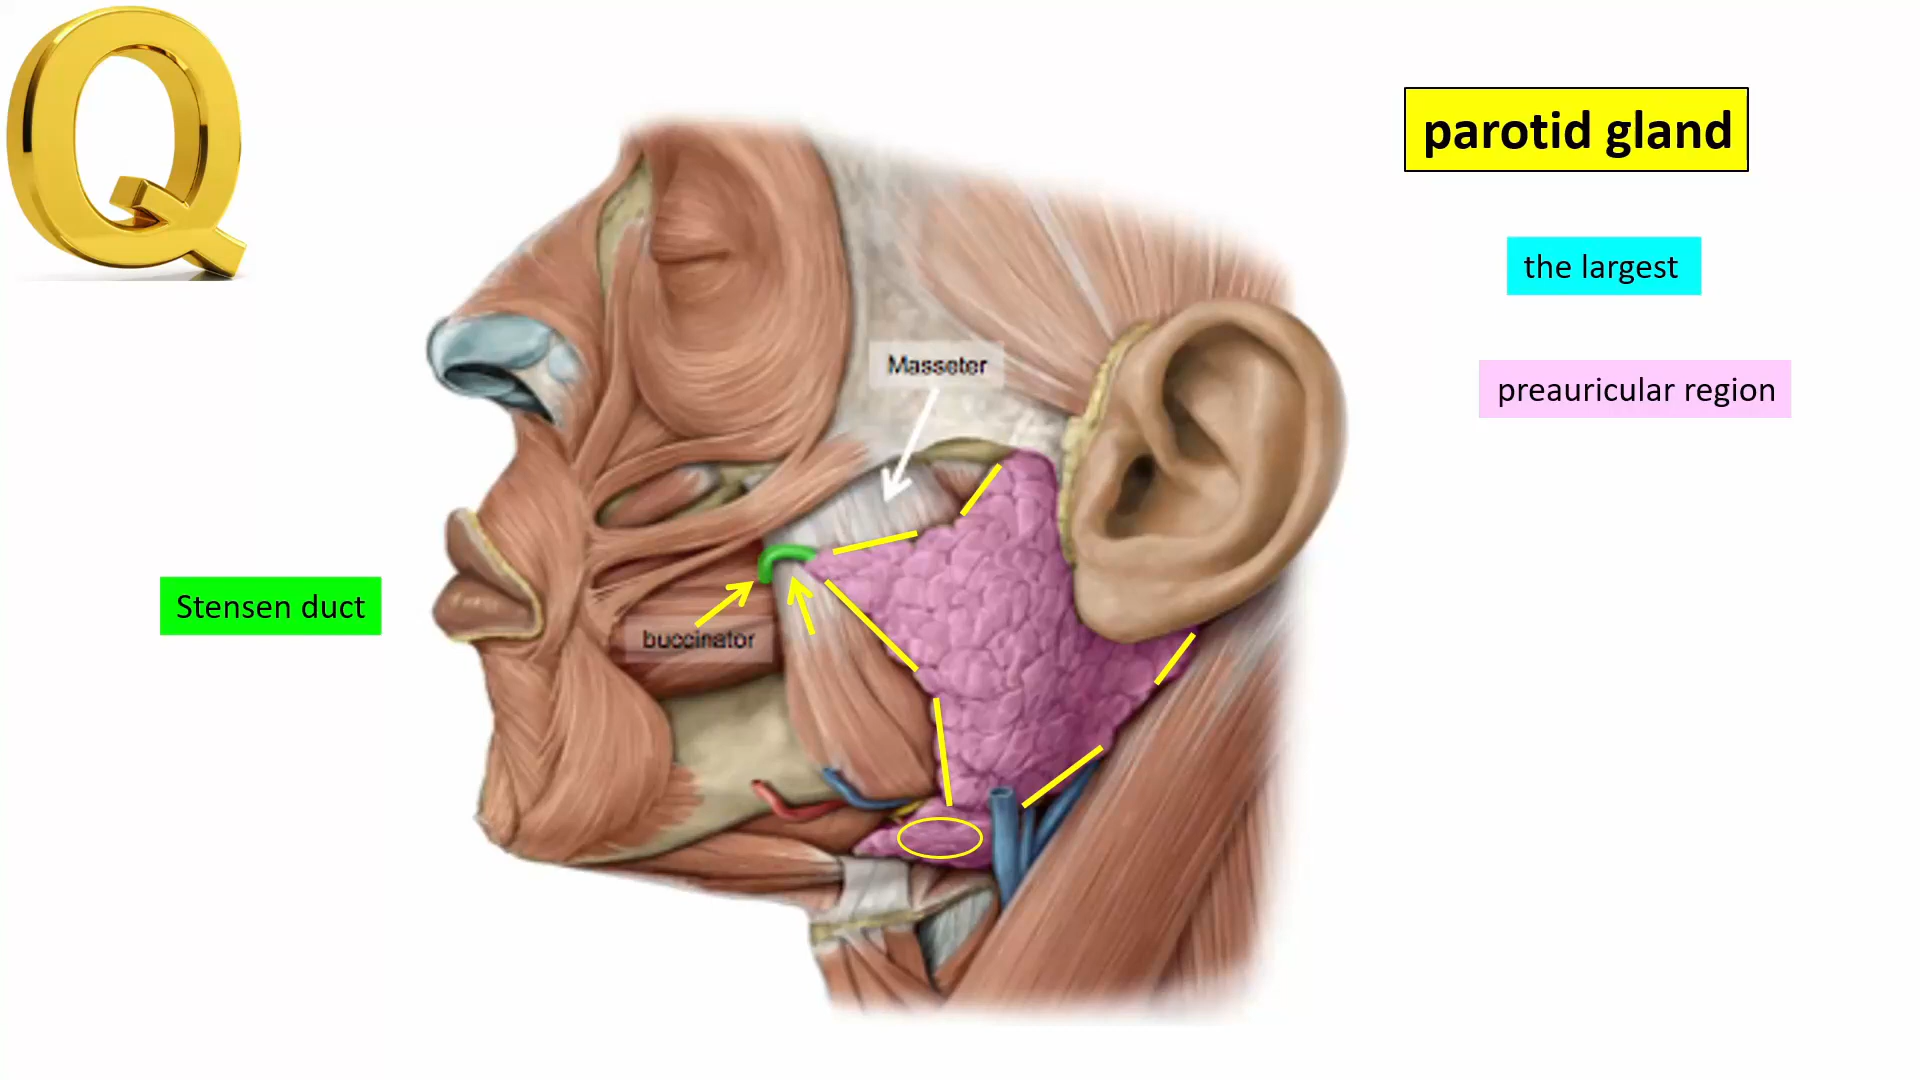 Q
parotid gland
the largest
Masseter
preauricular region
Stensen duct
buccinator